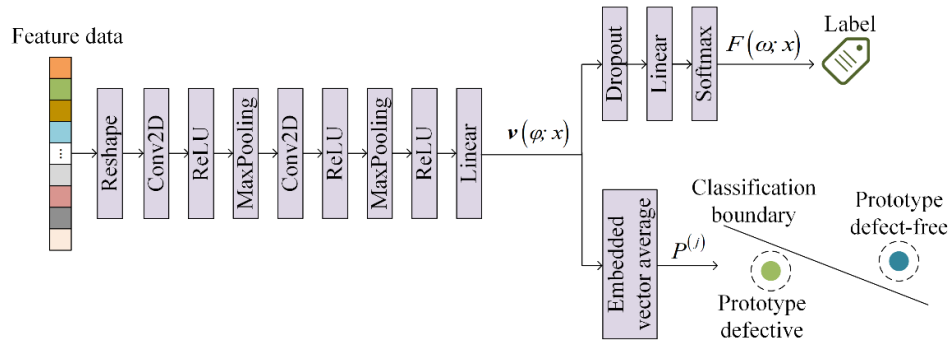 Feature data
...
Reshape
Conv2D
ReLU
MaxPooling
Conv2D
ReLU
MaxPooling
ReLU
Linear
v(φ; x)
Dropout
Linear
Softmax
F(ω; x)
Label
Embedded
vector average
P^(j)
Classification
boundary
Prototype
defect-free
Prototype
defective